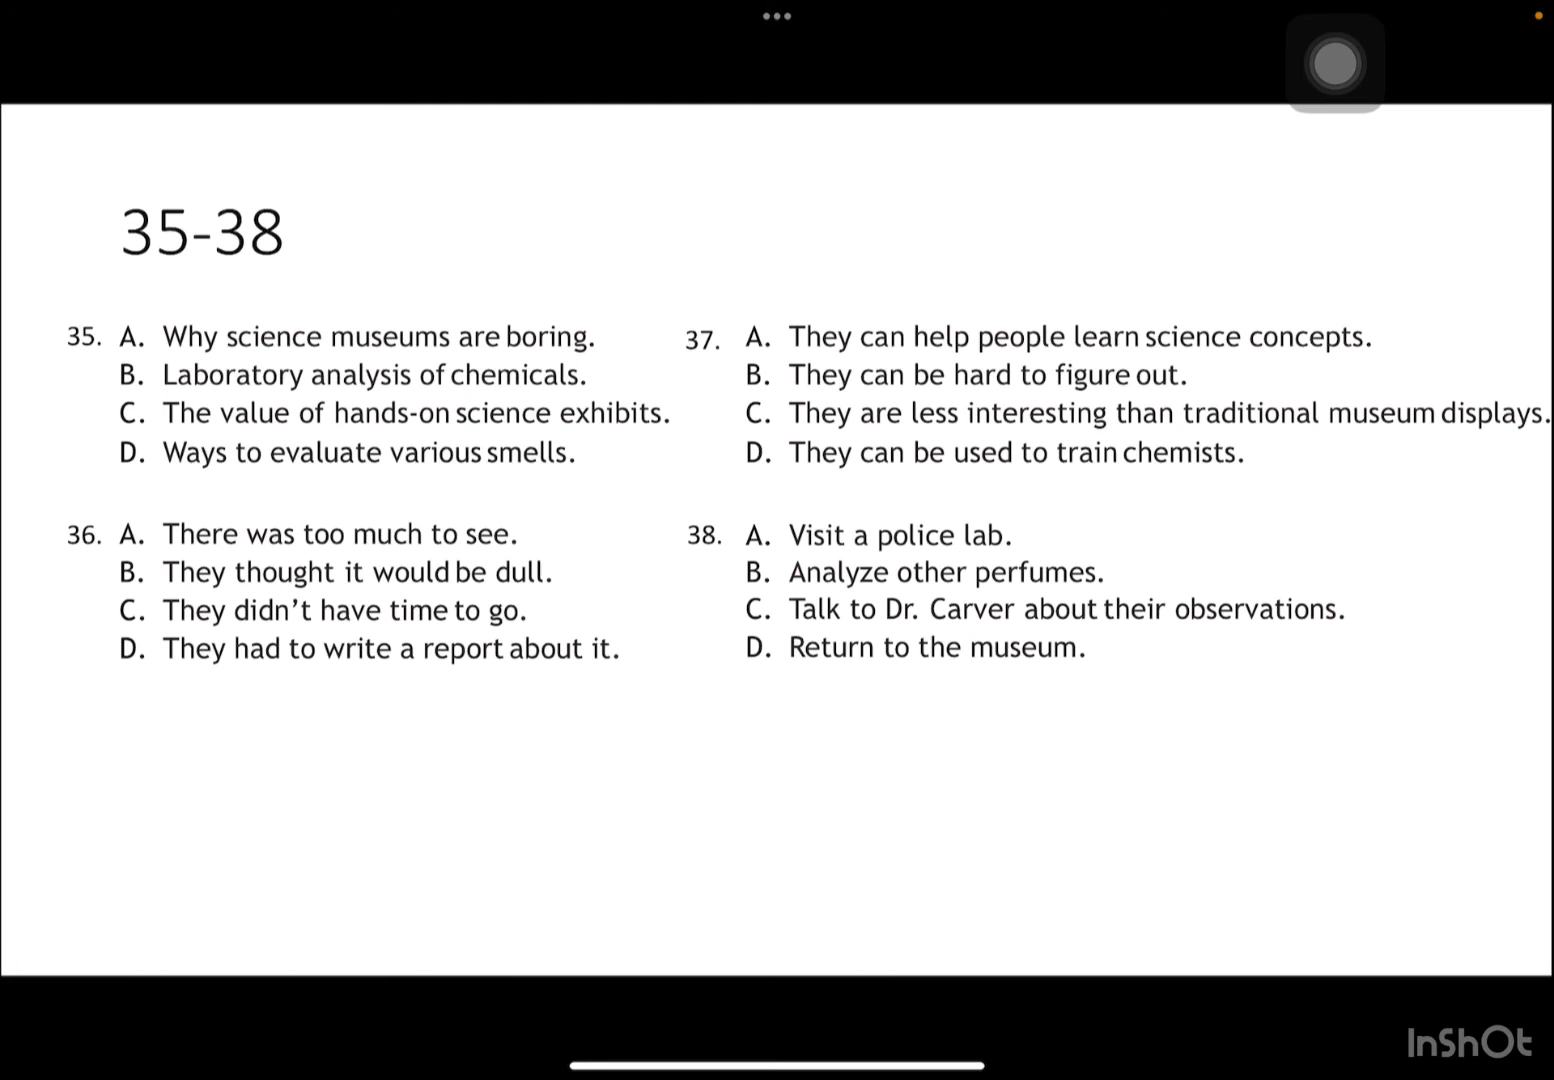 35-38
35. A. Why science museums are boring.
B. Laboratory analysis of chemicals.
C. The value of hands-on science exhibits.
D. Ways to evaluate various smells.
36. A. There was too much to see.
B. They thought it would be dull.
C. They didn't have time to go.
D. They had to write a report about it.
37. A. They can help people learn science concepts.
B. They can be hard to figure out.
C. They are less interesting than traditional museum displays.
D. They can be used to train chemists.
38. A. Visit a police lab.
B. Analyze other perfumes.
C. Talk to Dr. Carver about their observations.
D. Return to the museum.
InShOt